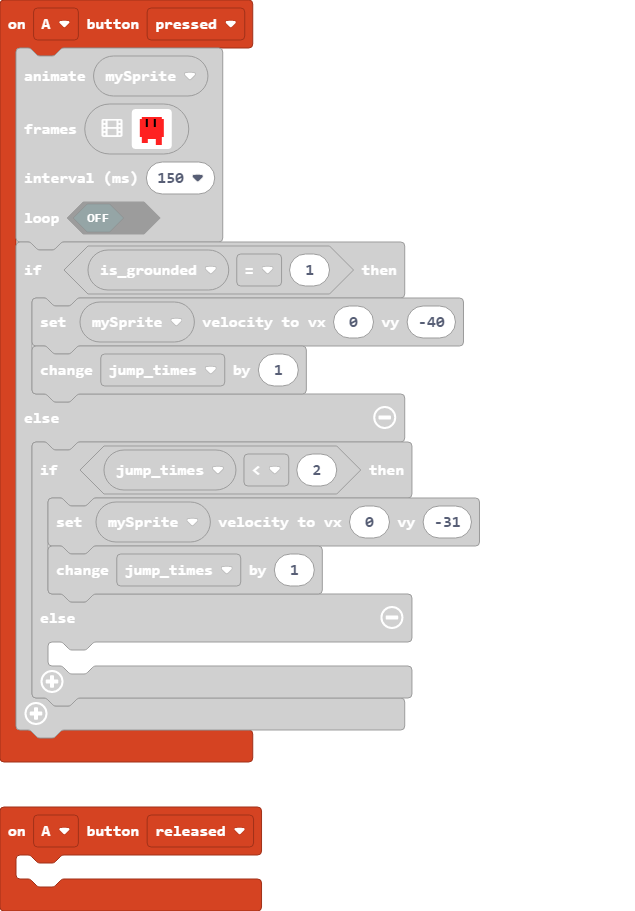 on A button pressed
animate mySprite
frames
interval (ms) 150
loop OFF
if is_grounded = 1 then
set mySprite velocity to vx 0 vy -40
change jump_times by 1
else
if jump_times < 2 then
set mySprite velocity to vx 0 vy -31
change jump_times by 1
else
on A button released